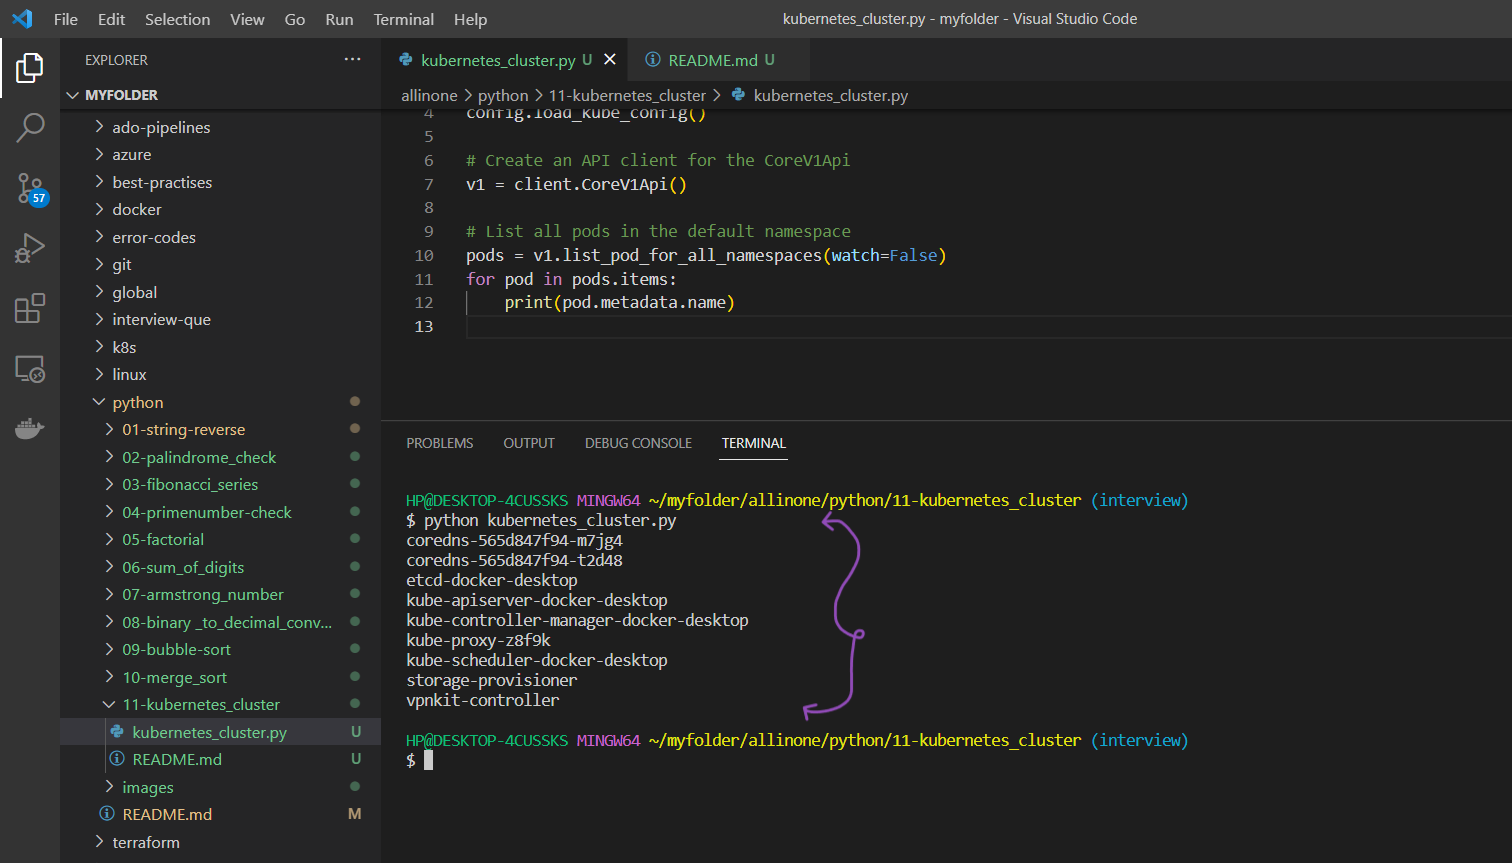 File Edit Selection View Go Run Terminal Help
kubernetes_cluster.py - myfolder - Visual Studio Code
57
EXPLORER ···
MYFOLDER
ado-pipelines
azure
best-practises
docker
error-codes
git
global
interview-que
k8s
linux
python
01-string-reverse
02-palindrome_check
03-fibonacci_series
04-primenumber-check
05-factorial
06-sum_of_digits
07-armstrong_number
08-binary _to_decimal_conv...
09-bubble-sort
10-merge_sort
11-kubernetes_cluster
kubernetes_cluster.py U
README.md U
images
README.md M
terraform
kubernetes_cluster.py U README.md U
allinone > python > 11-kubernetes_cluster > kubernetes_cluster.py
4 config.load_kube_config()
5
6 # Create an API client for the CoreV1Api
7 v1 = client.CoreV1Api()
8
9 # List all pods in the default namespace
10 pods = v1.list_pod_for_all_namespaces(watch=False)
11 for pod in pods.items:
12 print(pod.metadata.name)
13
PROBLEMS OUTPUT DEBUG CONSOLE TERMINAL
HP@DESKTOP-4CUSSKS MINGW64 ~/myfolder/allinone/python/11-kubernetes_cluster (interview)
$ python kubernetes_cluster.py
coredns-565d847f94-m7jg4
coredns-565d847f94-t2d48
etcd-docker-desktop
kube-apiserver-docker-desktop
kube-controller-manager-docker-desktop
kube-proxy-z8f9k
kube-scheduler-docker-desktop
storage-provisioner
vpnkit-controller
HP@DESKTOP-4CUSSKS MINGW64 ~/myfolder/allinone/python/11-kubernetes_cluster (interview)
$